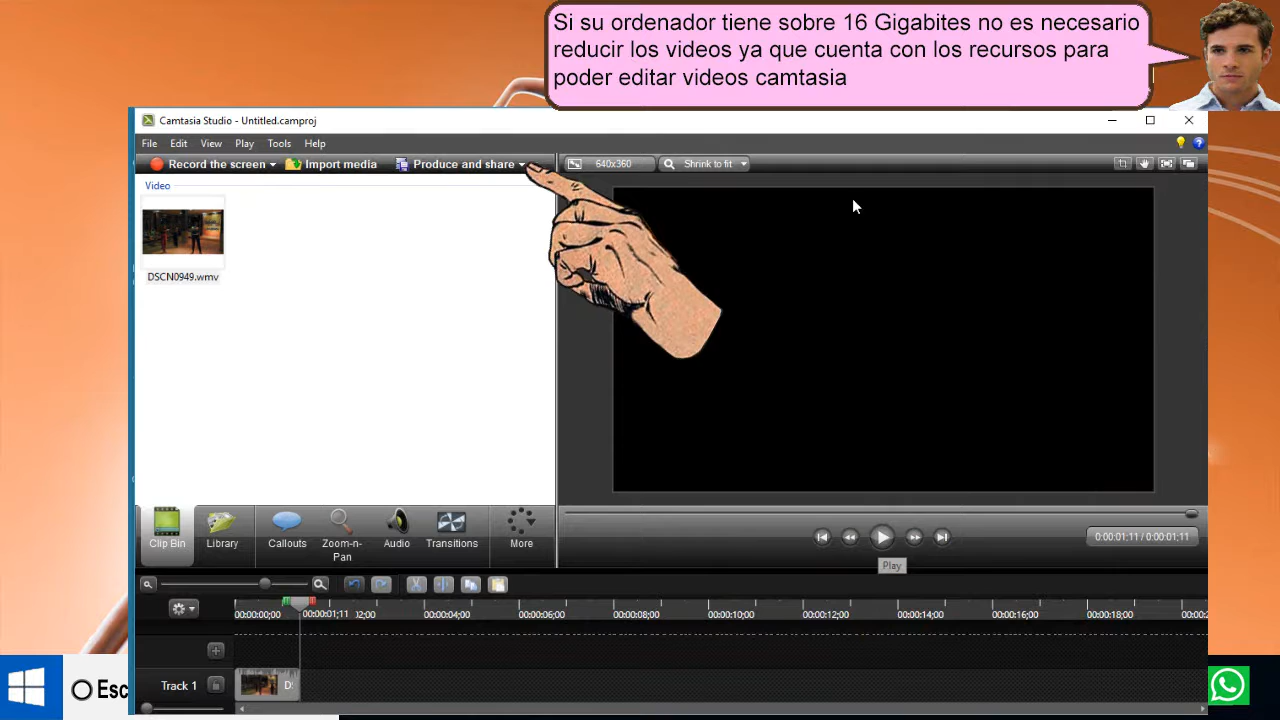 Si su ordenador tiene sobre 16 Gigabites no es necesario
reducir los videos ya que cuenta con los recursos para
poder editar videos camtasia
Camtasia Studio - Untitled.camproj
File Edit View Play Tools Help
Record the screen Import media Produce and share 640x360 Shrink to fit
Video
DSCN0949.wmv
Clip Bin Library Callouts Zoom-n-Pan Audio Transitions More
0:00:01;11 / 0:00:01;11
Play
00:00:00;00 00:00:01;11 00:00:04;00 00:00:06;00 00:00:08;00 00:00:10;00 00:00:12;00 00:00:14;00 00:00:16;00 00:00:18;00
Track 1
Esc